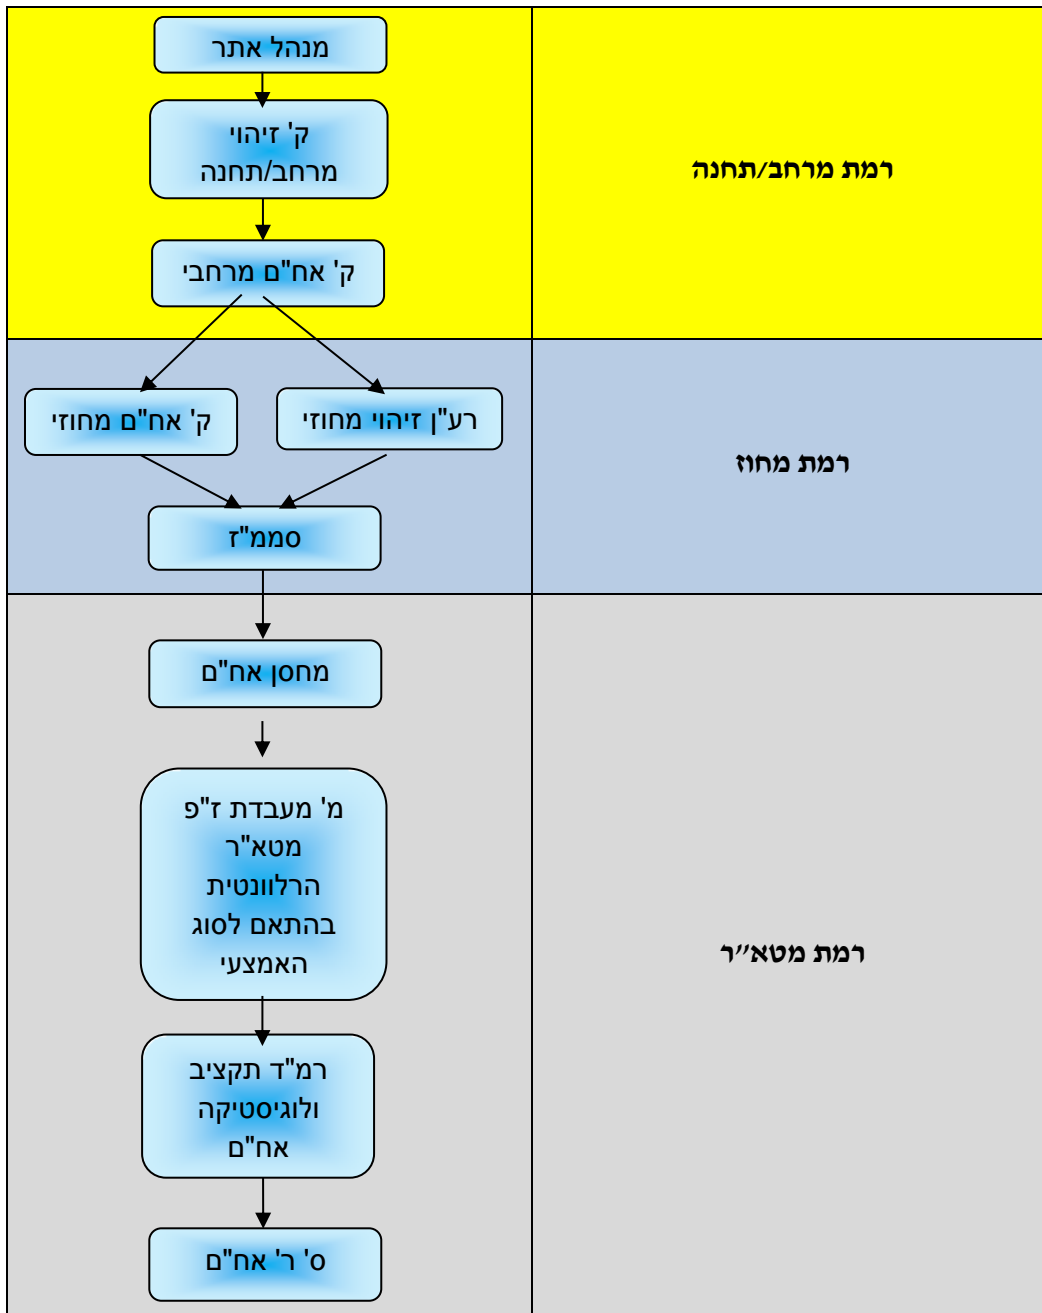 רמת מרחב/תחנה
מנהל אתר
ק' זיהוי
מרחב/תחנה
ק' אח"ם מרחבי
רמת מחוז
רע"ן זיהוי מחוזי
ק' אח"ם מחוזי
סממ"ז
רמת מטא"ר
מחסן אח"ם
מ' מעבדת ז"פ
מטא"ר
הרלוונטית
בהתאם לסוג
האמצעי
רמ"ד תקציב
ולוגיסטיקה
אח"ם
ס' ר' אח"ם